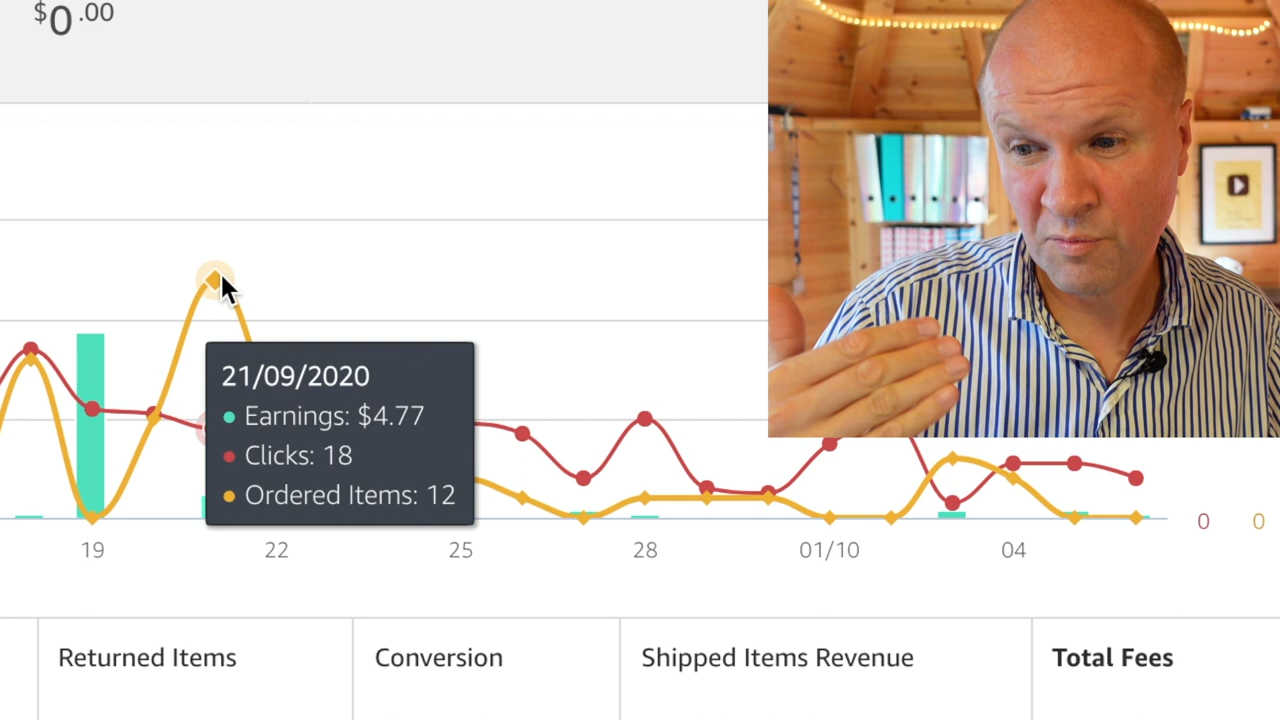 $0.00
21/09/2020
Earnings: $4.77
Clicks: 18
Ordered Items: 12
0 0
19 22 25 28 01/10 04
Returned Items Conversion Shipped Items Revenue Total Fees